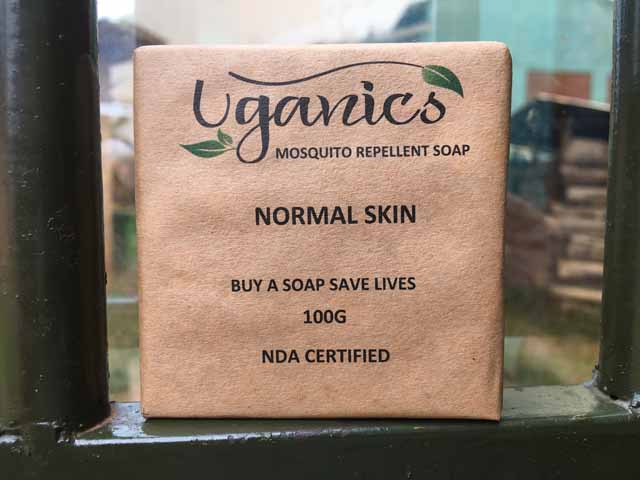 Uganics
MOSQUITO REPELLENT SOAP
NORMAL SKIN
BUY A SOAP SAVE LIVES
100G
NDA CERTIFIED